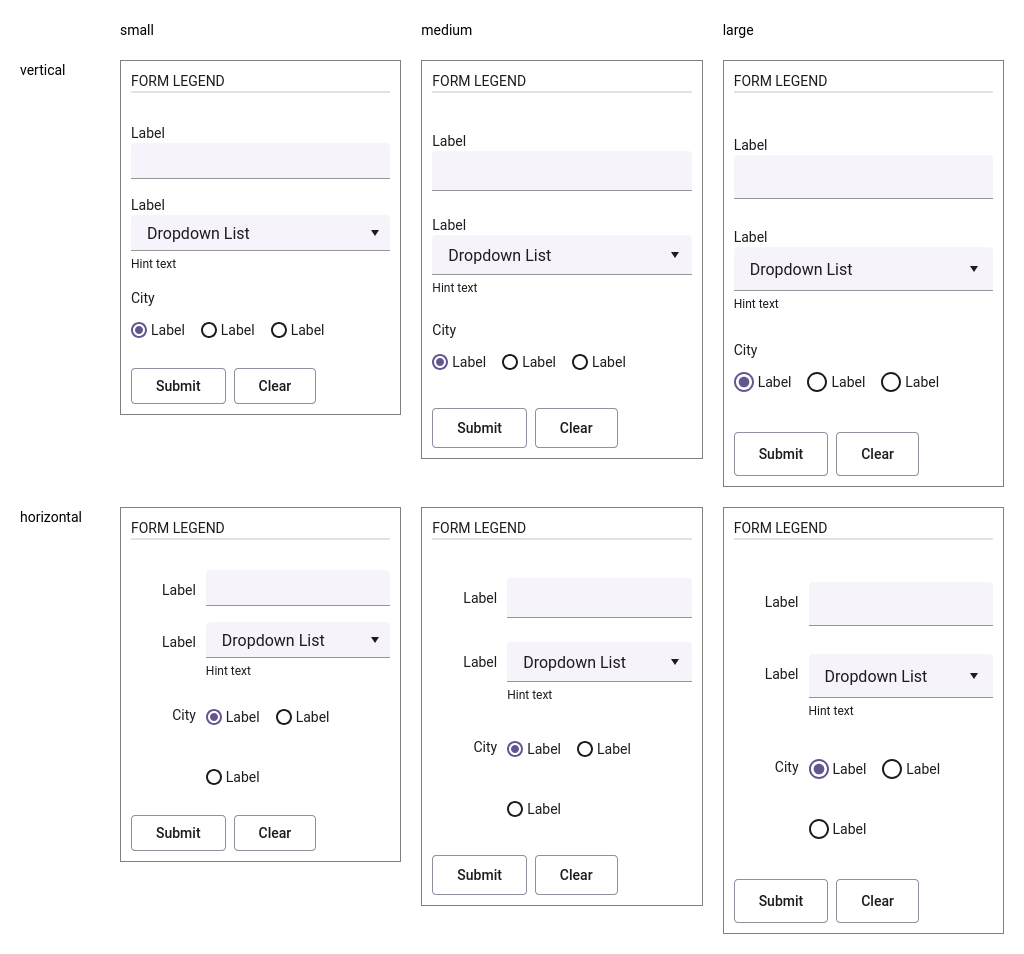 small medium large
vertical
FORM LEGEND
Label
Label
Dropdown List
Hint text
City
Label Label Label
Submit Clear
FORM LEGEND
Label
Label
Dropdown List
Hint text
City
Label Label Label
Submit Clear
FORM LEGEND
Label
Label
Dropdown List
Hint text
City
Label Label Label
Submit Clear
horizontal
FORM LEGEND
Label
Label Dropdown List
Hint text
City Label Label
Label
Submit Clear
FORM LEGEND
Label
Label Dropdown List
Hint text
City Label Label
Label
Submit Clear
FORM LEGEND
Label
Label Dropdown List
Hint text
City Label Label
Label
Submit Clear